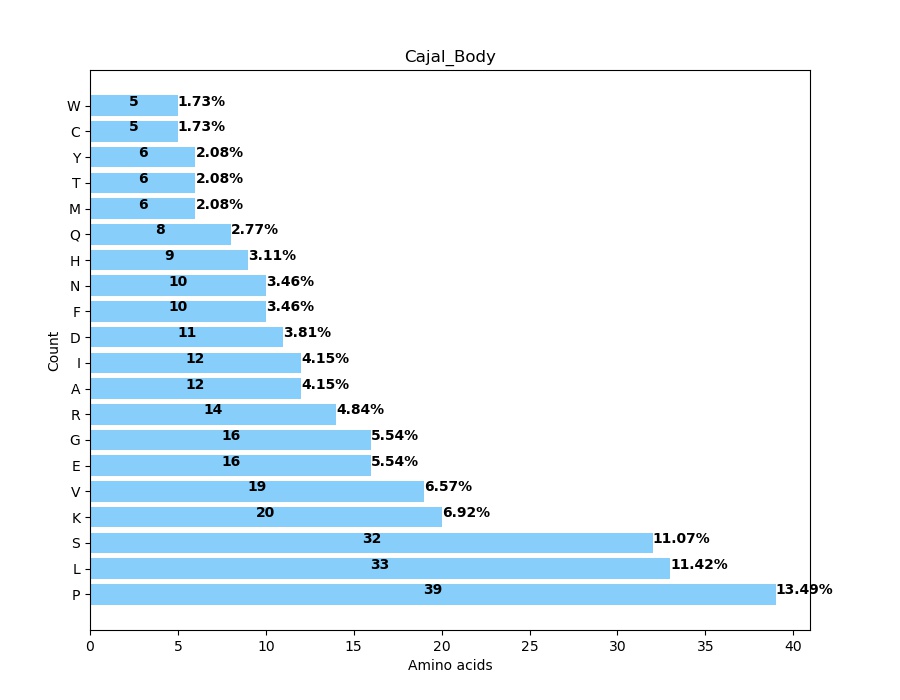 Cajal_Body
W 5 1.73%
C 5 1.73%
Y 6 2.08%
T 6 2.08%
M 6 2.08%
Q 8 2.77%
H 9 3.11%
N 10 3.46%
F 10 3.46%
D 11 3.81%
I 12 4.15%
A 12 4.15%
R 14 4.84%
G 16 5.54%
E 16 5.54%
V 19 6.57%
K 20 6.92%
S 32 11.07%
L 33 11.42%
P 39 13.49%
Count
0 5 10 15 20 25 30 35 40
Amino acids